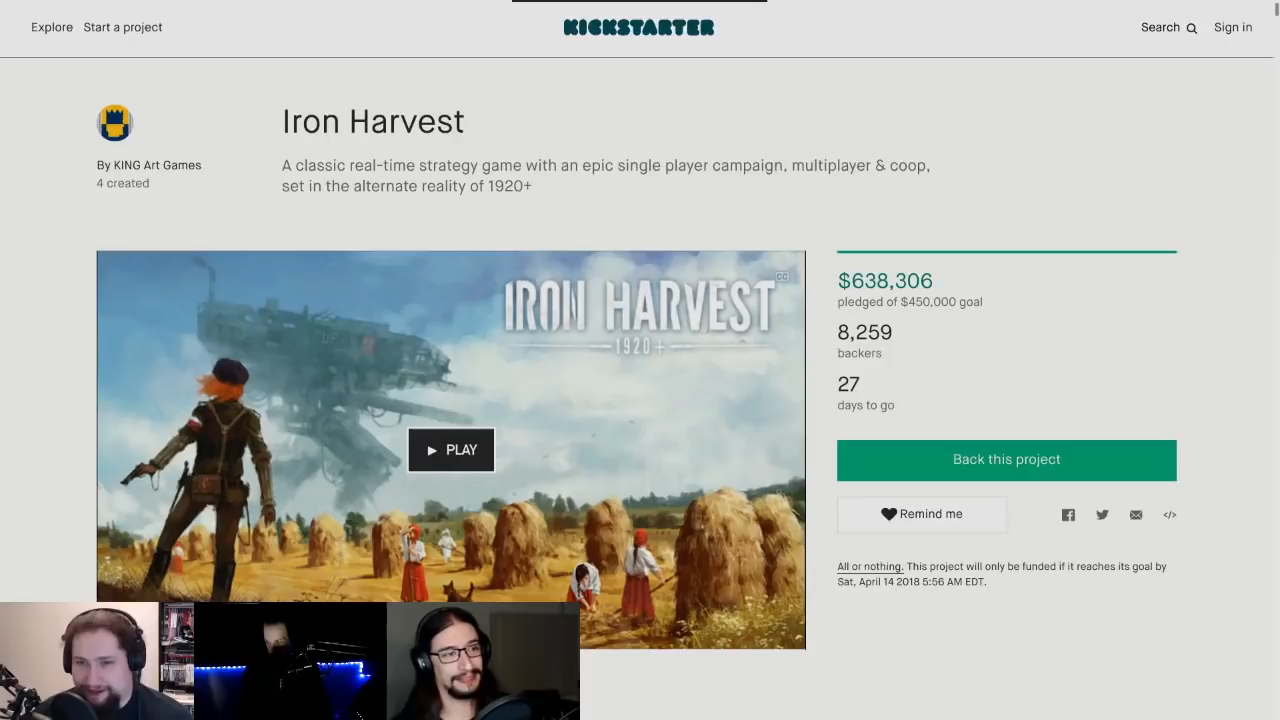 Explore Start a project
KICKSTARTER
Search Sign in
Iron Harvest
By KING Art Games
4 created
A classic real-time strategy game with an epic single player campaign, multiplayer & coop,
set in the alternate reality of 1920+
CC
IRON HARVEST
1920+
PLAY
$638,306
pledged of $450,000 goal
8,259
backers
27
days to go
Back this project
Remind me
All or nothing. This project will only be funded if it reaches its goal by
Sat, April 14 2018 5:56 AM EDT.